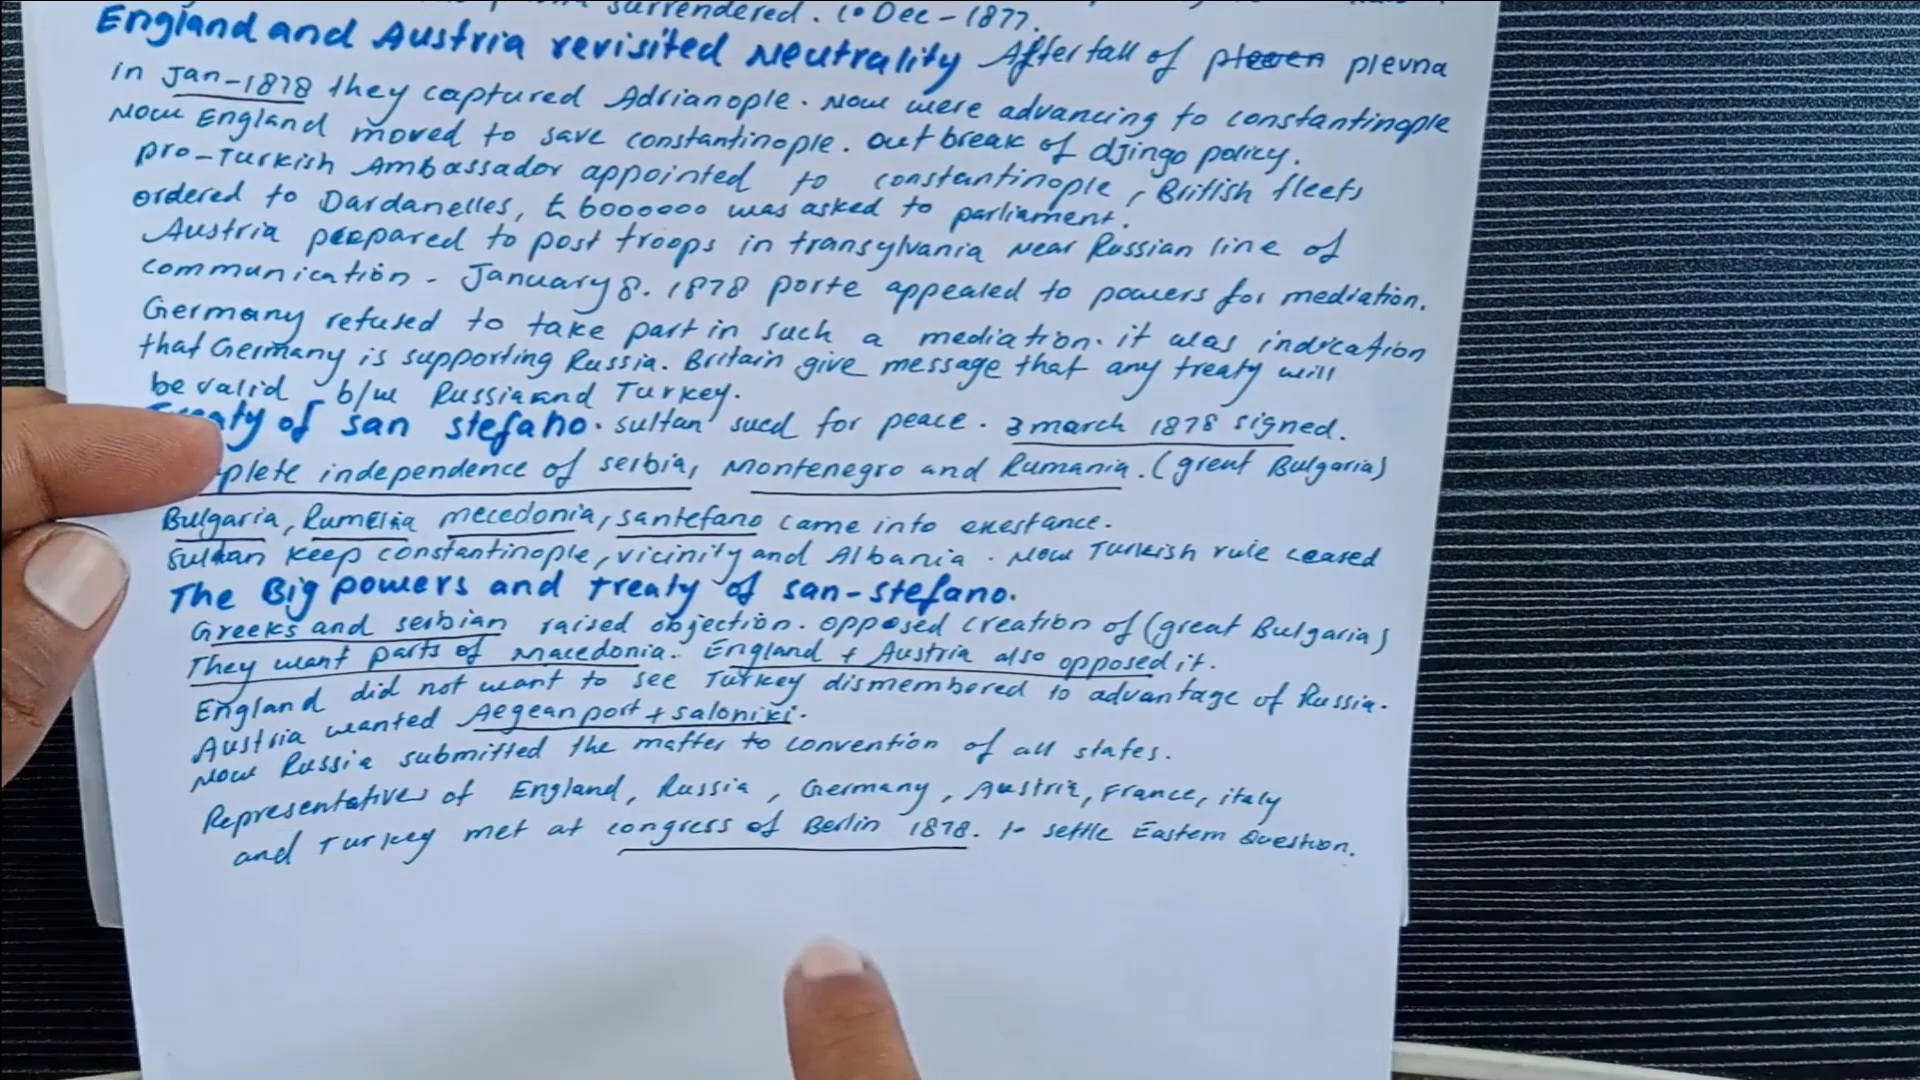 surrendered. 10 Dec-1877.
England and Austria revisited Neutrality After fall of pleven plevna
in Jan-1878 they captured Adrianople. Now were advancing to constantinople
Now England moved to save constantinople. out break of djingo policy.
pro-Turkish Ambassador appointed to constantinople, British fleets
ordered to Dardanelles, £ 6000000 was asked to parliament.
Austria prepared to post troops in transylvania near Russian line of
communication - January 8. 1878 porte appealed to powers for mediation.
Germany refused to take part in such a mediation. it was indication
that Germany is supporting Russia. Britain give message that any treaty will
be valid b/w Russia and Turkey.
aty of san stefano. sultan sued for peace. 3 march 1878 signed.
plete independence of serbia, Montenegro and Rumania. (great Bulgaria)
Bulgaria, Rumelia mecedonia, santefano came into exestance.
Sultan keep constantinople, vicinity and Albania. Now Turkish rule ceased
The Big powers and treaty of san-stefano.
Greeks and seibian raised objection. opposed creation of (great Bulgaria)
They want parts of Macedonia. England + Austria also opposed it.
England did not want to see Turkey dismembered to advantage of Russia.
Austria wanted Aegean port + saloniki.
Now Russia submitted the matter to convention of all states.
Representatives of England, Russia, Germany, Austria, France, italy
and Turkey met at congress of Berlin 1878. to settle Eastern Question.